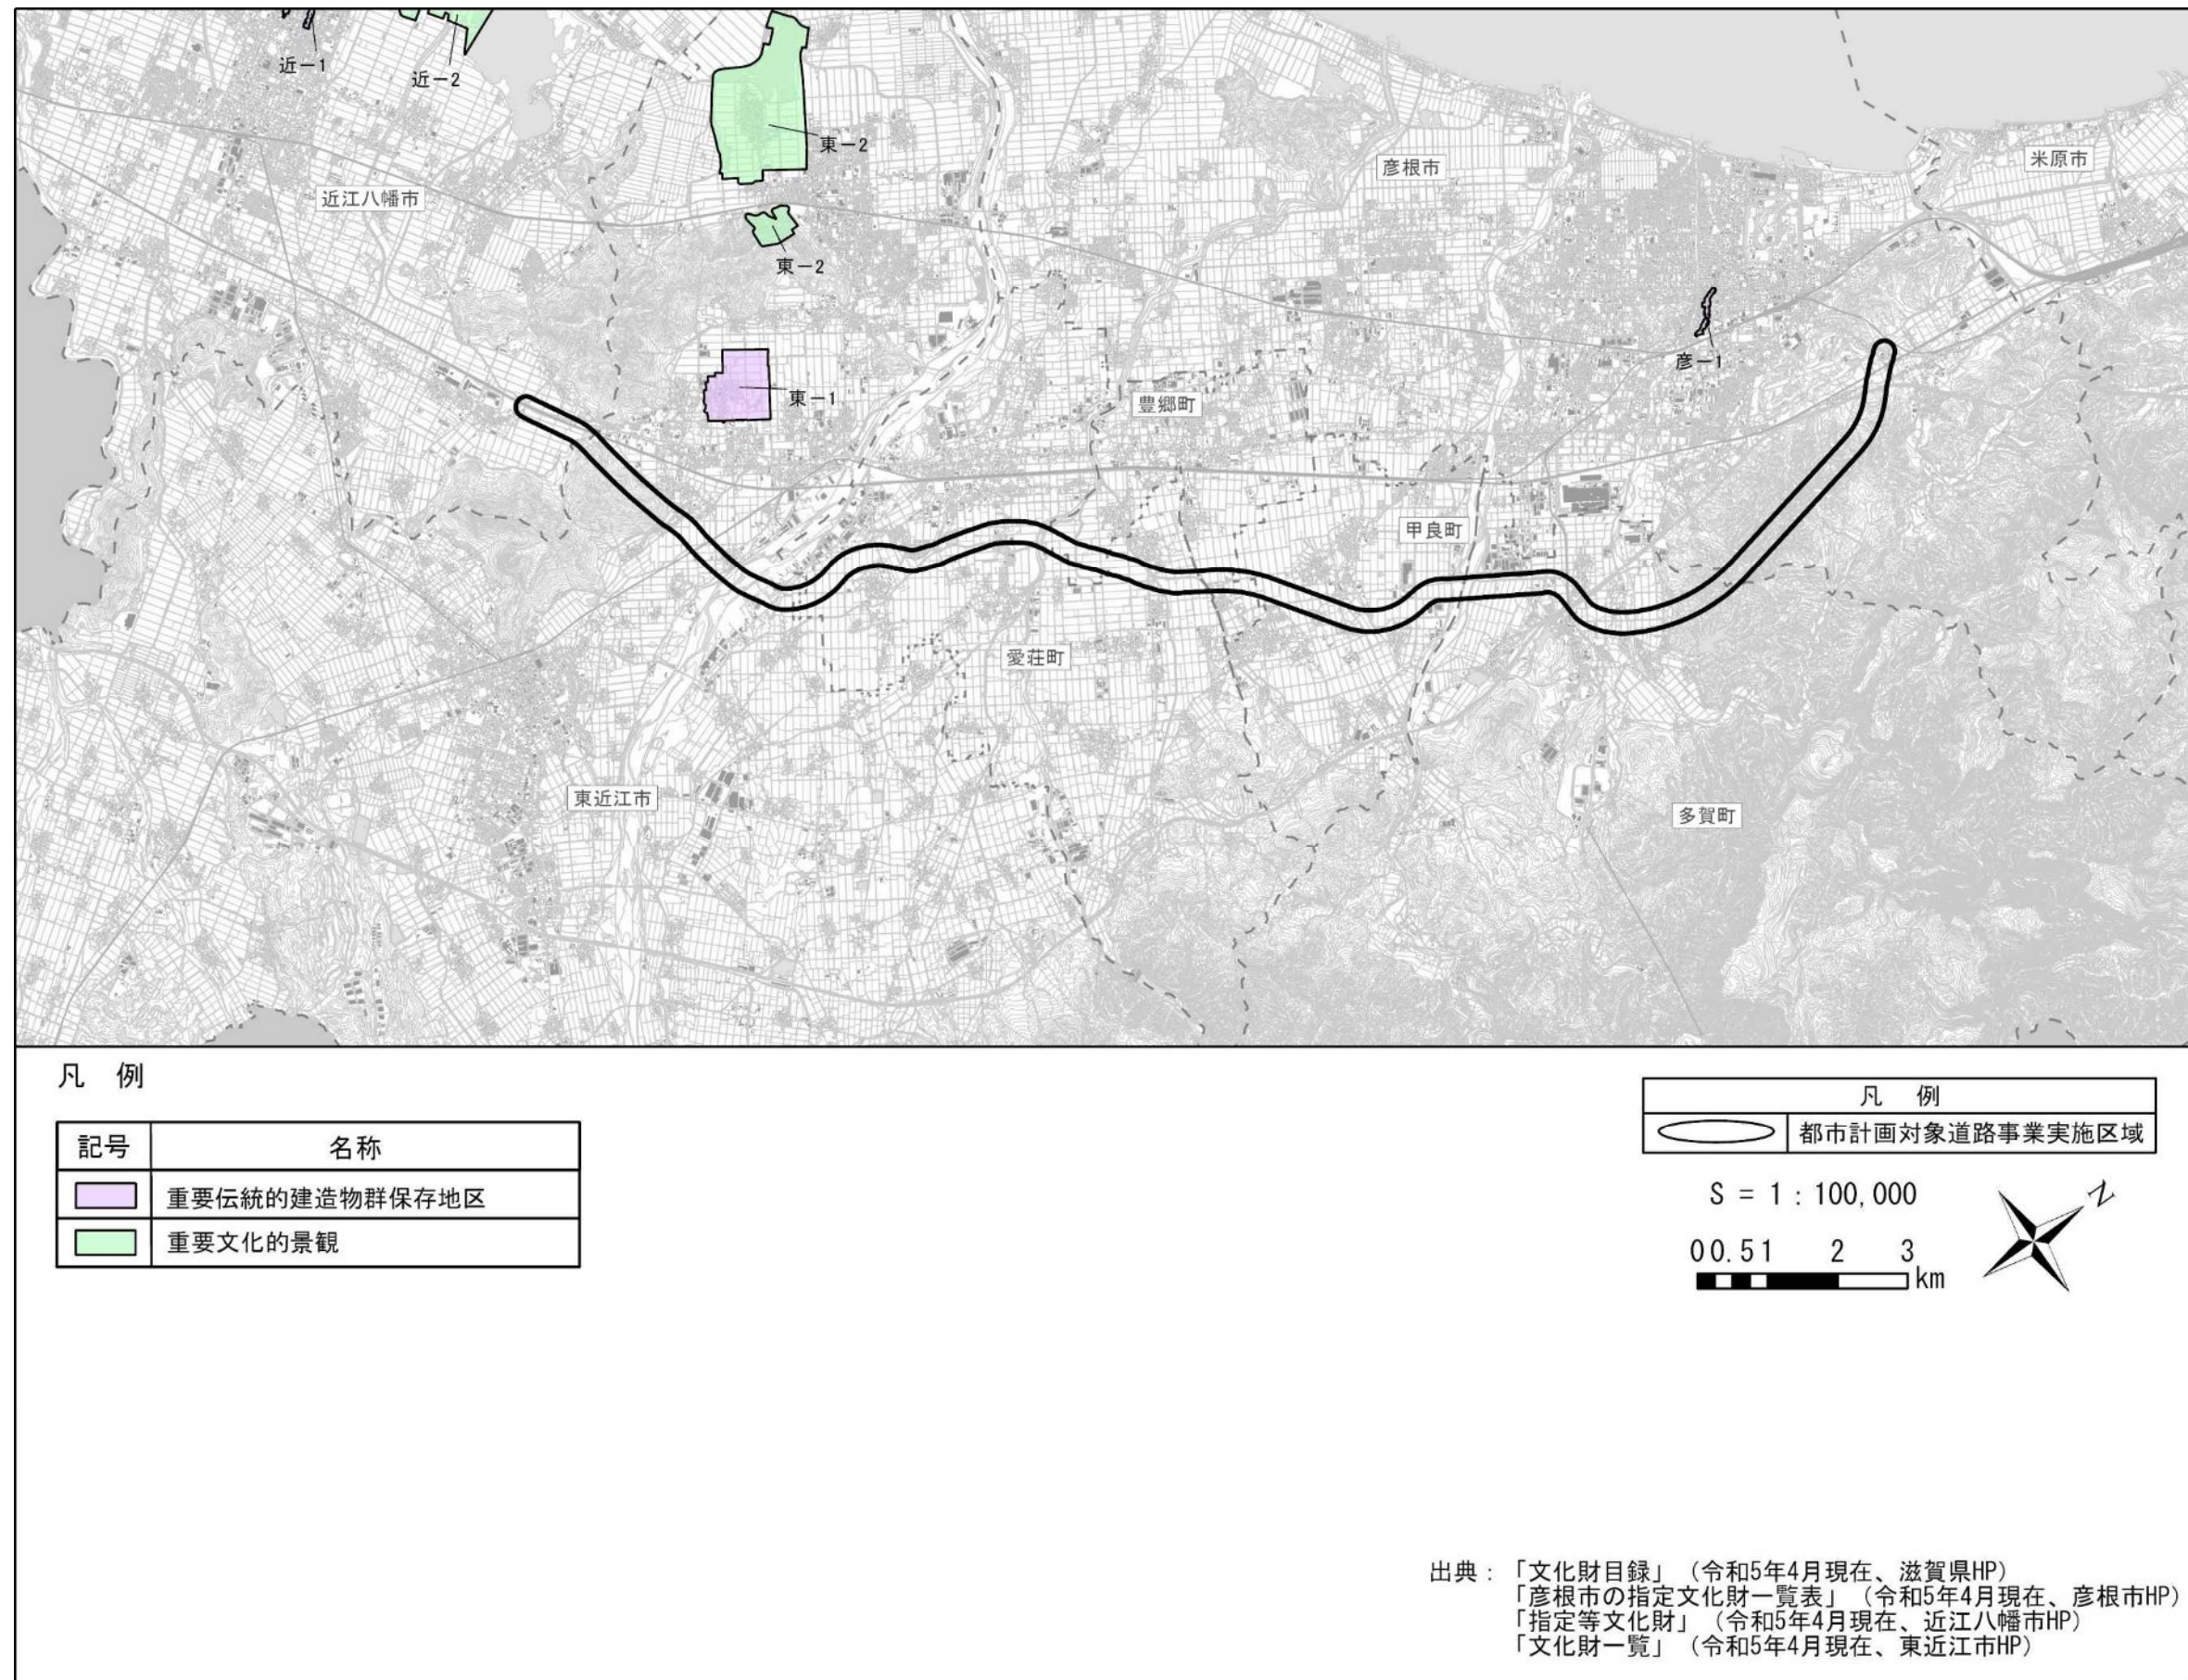 近－1
近－2
東－2
彦根市
米原市
近江八幡市
東－2
彦－1
東－1
豊郷町
甲良町
愛荘町
東近江市
多賀町
凡　例
記号　名称
重要伝統的建造物群保存地区
重要文化的景観
凡　例
都市計画対象道路事業実施区域
S = 1 : 100,000
N
0 0.5 1 2 3
km
出典：「文化財目録」（令和5年4月現在、滋賀県HP）
「彦根市の指定文化財一覧表」（令和5年4月現在、彦根市HP）
「指定等文化財」（令和5年4月現在、近江八幡市HP）
「文化財一覧」（令和5年4月現在、東近江市HP）